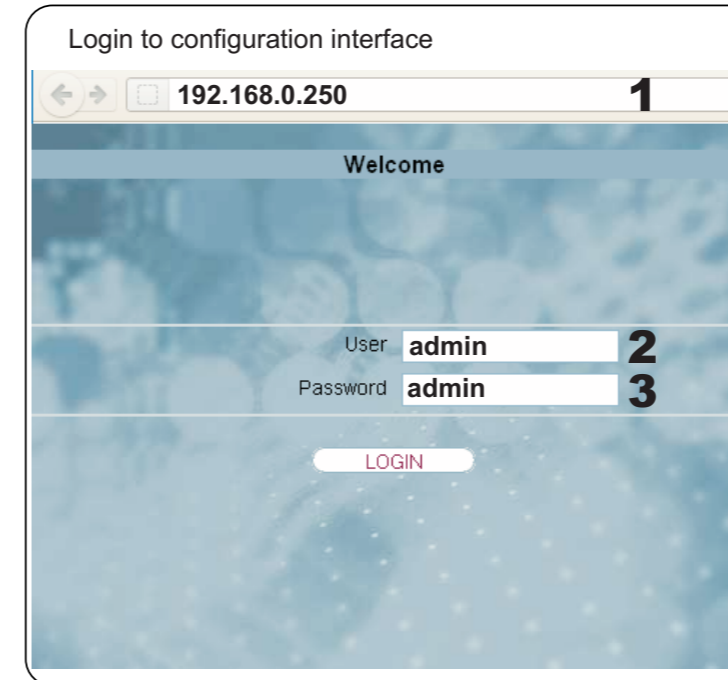 Login to configuration interface
192.168.0.250 1
Welcome
User admin 2
Password admin 3
LOGIN